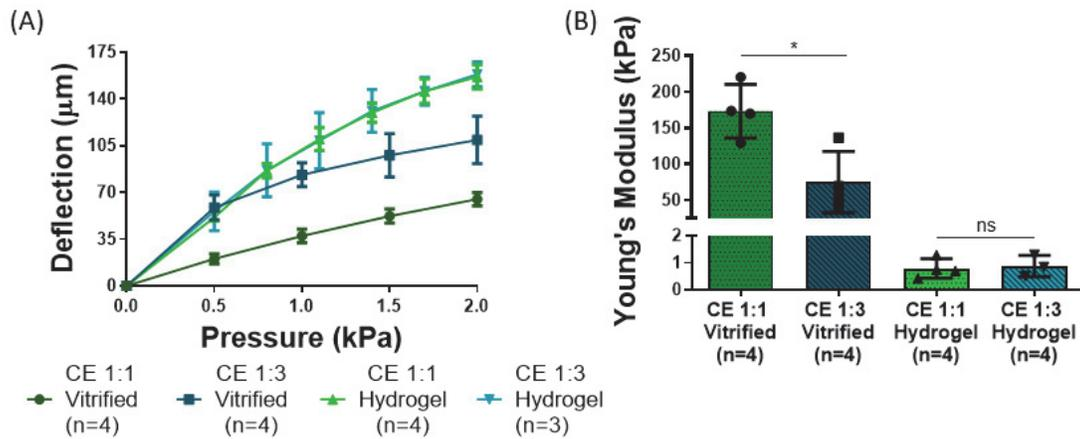 (A)
Deflection (μm)
175
140
105
70
35
0
0.0
0.5
1.0
1.5
2.0
Pressure (kPa)
CE 1:1
Vitrified
(n=4)
CE 1:3
Vitrified
(n=4)
CE 1:1
Hydrogel
(n=4)
CE 1:3
Hydrogel
(n=3)
(B)
Young's Modulus (kPa)
250
200
150
100
50
2
1
0
*
ns
CE 1:1
Vitrified
(n=4)
CE 1:3
Vitrified
(n=4)
CE 1:1
Hydrogel
(n=4)
CE 1:3
Hydrogel
(n=4)